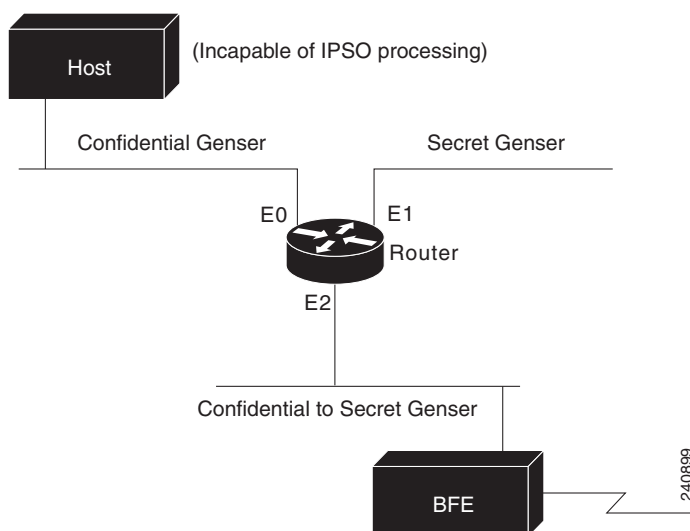 Host
(Incapable of IPSO processing)
Confidential Genser
Secret Genser
E0
E1
Router
E2
Confidential to Secret Genser
BFE
240899